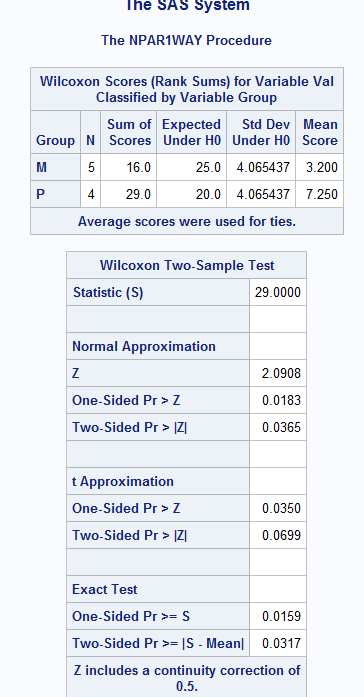 The SAS System
The NPAR1WAY Procedure
Wilcoxon Scores (Rank Sums) for Variable Val
Classified by Variable Group
Group N Sum of Scores Expected Under H0 Std Dev Under H0 Mean Score
M 5 16.0 25.0 4.065437 3.200
P 4 29.0 20.0 4.065437 7.250
Average scores were used for ties.
Wilcoxon Two-Sample Test
Statistic (S) 29.0000
Normal Approximation
Z 2.0908
One-Sided Pr > Z 0.0183
Two-Sided Pr > |Z| 0.0365
t Approximation
One-Sided Pr > Z 0.0350
Two-Sided Pr > |Z| 0.0699
Exact Test
One-Sided Pr >= S 0.0159
Two-Sided Pr >= |S - Mean| 0.0317
Z includes a continuity correction of
0.5.